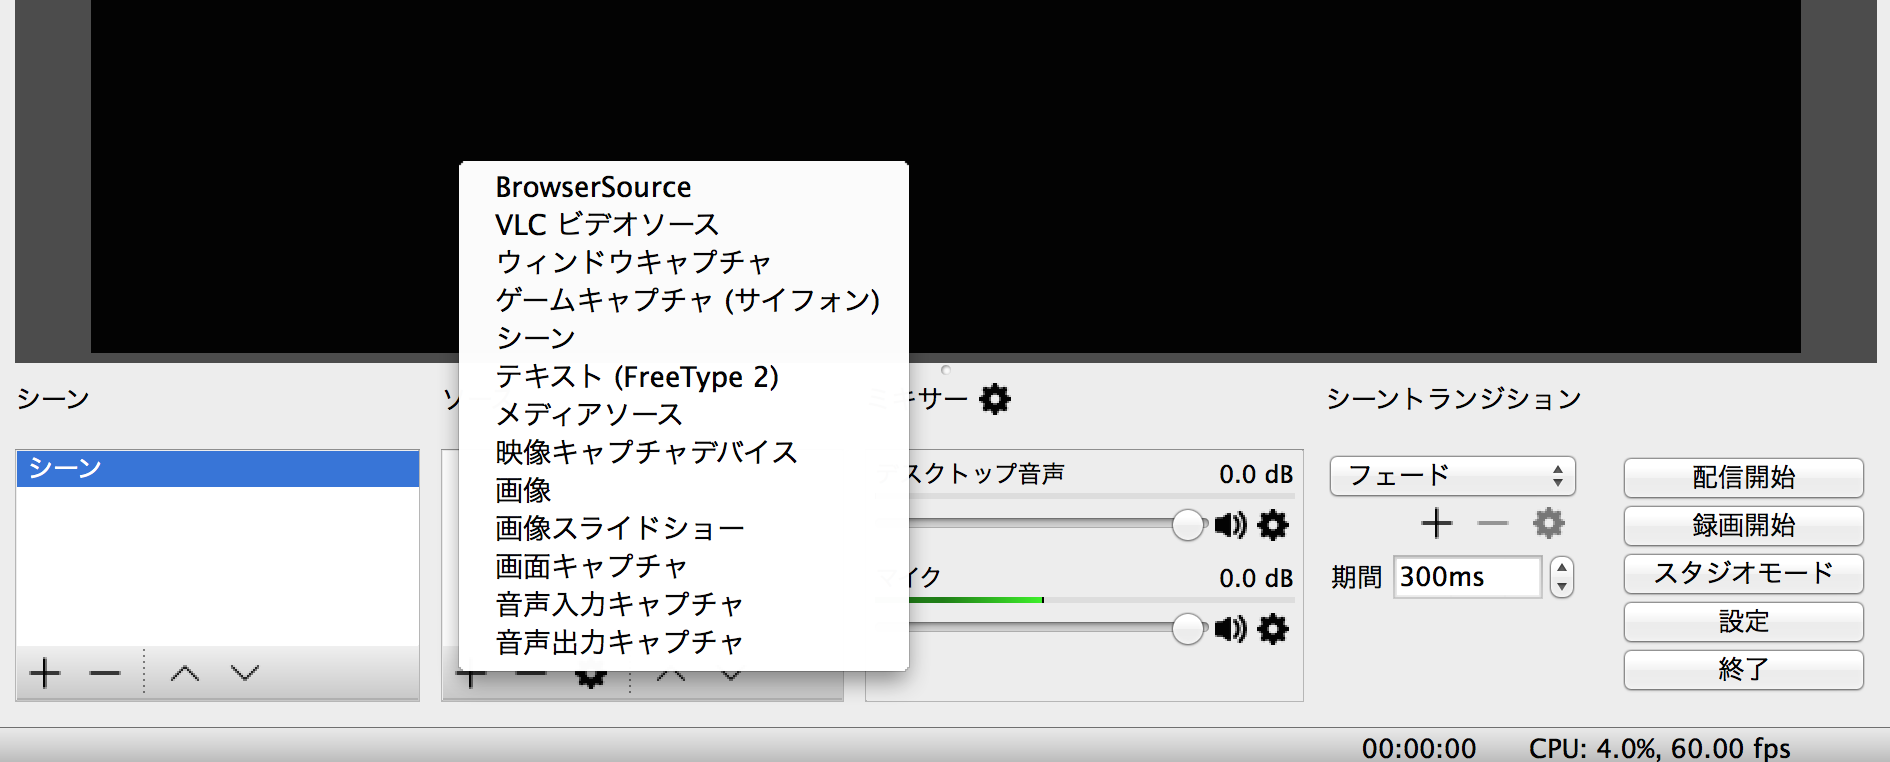 BrowserSource
VLC ビデオソース
ウィンドウキャプチャ
ゲームキャプチャ (サイフォン)
シーン
テキスト (FreeType 2)
メディアソース
映像キャプチャデバイス
画像
画像スライドショー
画面キャプチャ
音声入力キャプチャ
音声出力キャプチャ
シーン
シーン
ソ
ミキサー
デスクトップ音声 0.0 dB
マイク 0.0 dB
シーントランジション
フェード
期間 300ms
配信開始
録画開始
スタジオモード
設定
終了
00:00:00 CPU: 4.0%, 60.00 fps